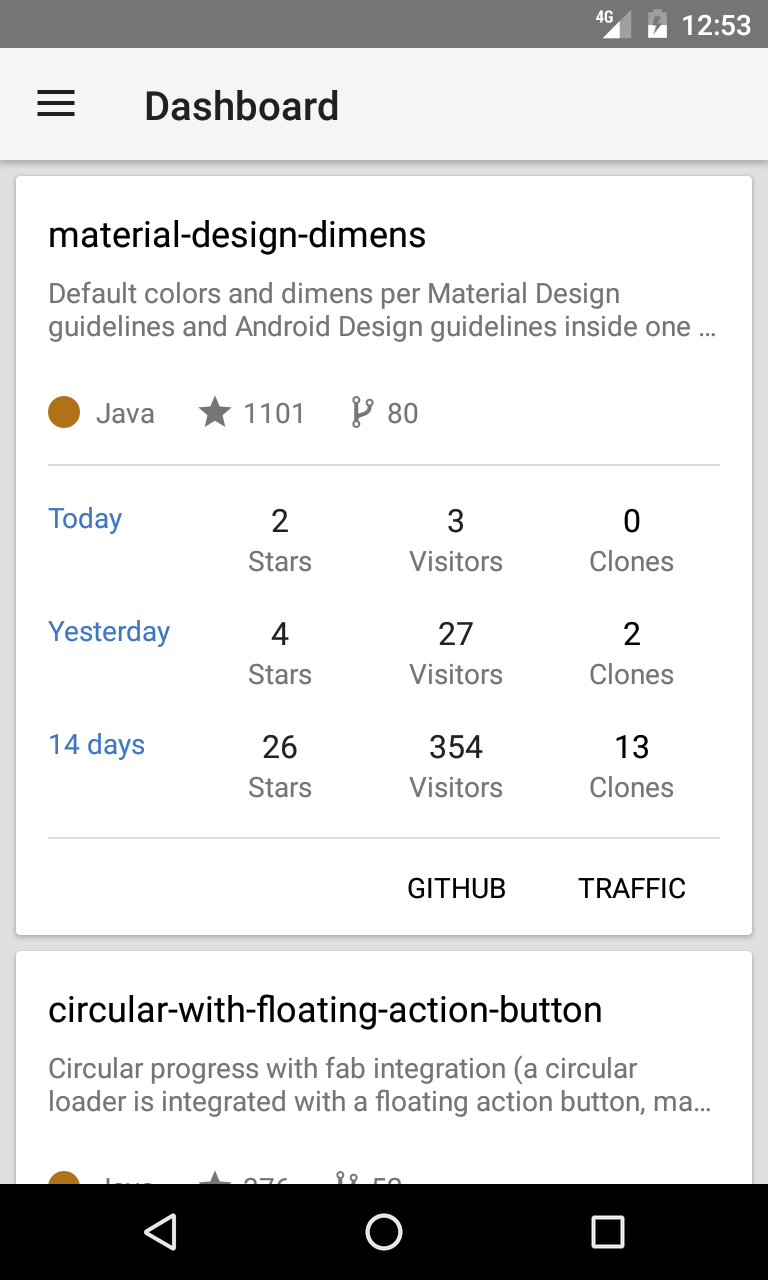 4G 12:53
Dashboard
material-design-dimens
Default colors and dimens per Material Design
guidelines and Android Design guidelines inside one …
Java 1101 80
Today 2 3 0
Stars Visitors Clones
Yesterday 4 27 2
Stars Visitors Clones
14 days 26 354 13
Stars Visitors Clones
GITHUB TRAFFIC
circular-with-floating-action-button
Circular progress with fab integration (a circular
loader is integrated with a floating action button, ma…
Java